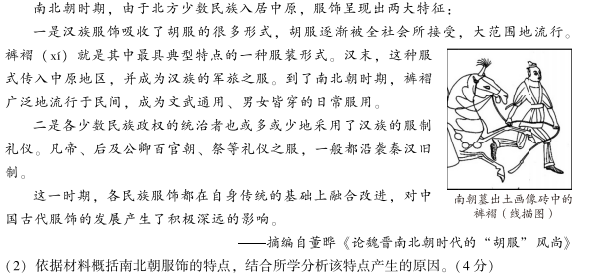 南北朝时期，由于北方少数民族入居中原，服饰呈现出两大特征：
一是汉族服饰吸收了胡服的很多形式，胡服逐渐被全社会所接受，大范围地流行。
裤褶（xí）就是其中最具典型特点的一种服装形式。汉末，这种服
式传入中原地区，并成为汉族的军旅之服。到了南北朝时期，裤褶
广泛地流行于民间，成为文武通用、男女皆穿的日常服用。
二是各少数民族政权的统治者也或多或少地采用了汉族的服制
礼仪。凡帝、后及公卿百官朝、祭等礼仪之服，一般都沿袭秦汉旧
制。
这一时期，各民族服饰都在自身传统的基础上融合改进，对中
国古代服饰的发展产生了积极深远的影响。
南朝墓出土画像砖中的
裤褶（线描图）
——摘编自董晔《论魏晋南北朝时代的“胡服”风尚》
(2) 依据材料概括南北朝服饰的特点，结合所学分析该特点产生的原因。(4 分)